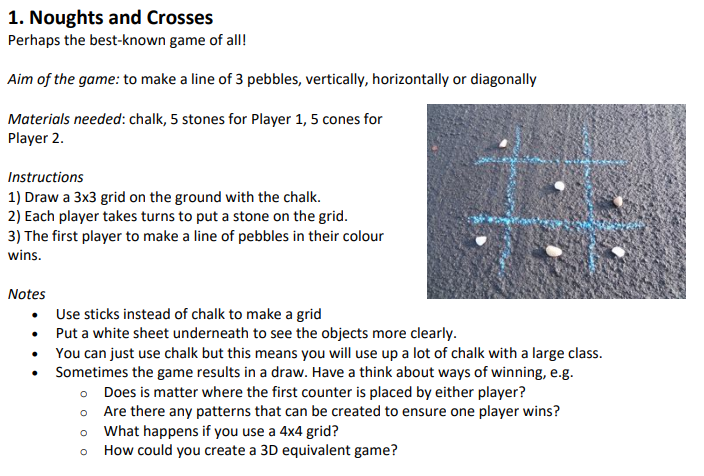 1. Noughts and Crosses
Perhaps the best-known game of all!
Aim of the game: to make a line of 3 pebbles, vertically, horizontally or diagonally
Materials needed: chalk, 5 stones for Player 1, 5 cones for
Player 2.
Instructions
1) Draw a 3x3 grid on the ground with the chalk.
2) Each player takes turns to put a stone on the grid.
3) The first player to make a line of pebbles in their colour
wins.
Notes
• Use sticks instead of chalk to make a grid
• Put a white sheet underneath to see the objects more clearly.
• You can just use chalk but this means you will use up a lot of chalk with a large class.
• Sometimes the game results in a draw. Have a think about ways of winning, e.g.
o Does is matter where the first counter is placed by either player?
o Are there any patterns that can be created to ensure one player wins?
o What happens if you use a 4x4 grid?
o How could you create a 3D equivalent game?